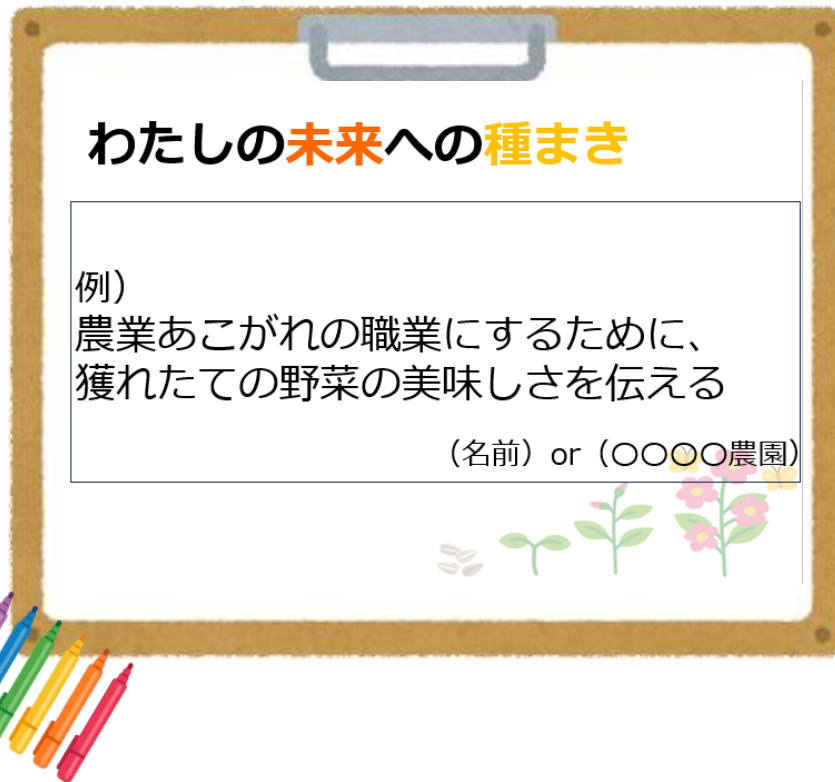 わたしの未来への種まき
例）
農業あこがれの職業にするために、
獲れたての野菜の美味しさを伝える
（名前）or（〇〇〇〇農園）